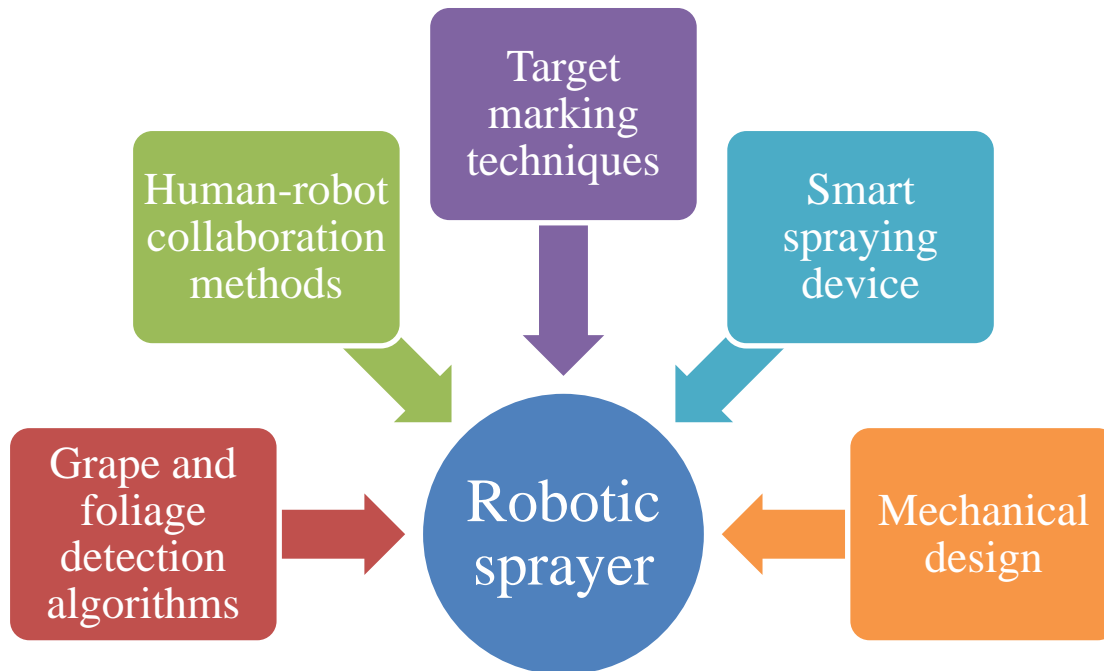 Target
marking
techniques
Human-robot
collaboration
methods
Smart
spraying
device
Grape and
foliage
detection
algorithms
Robotic
sprayer
Mechanical
design